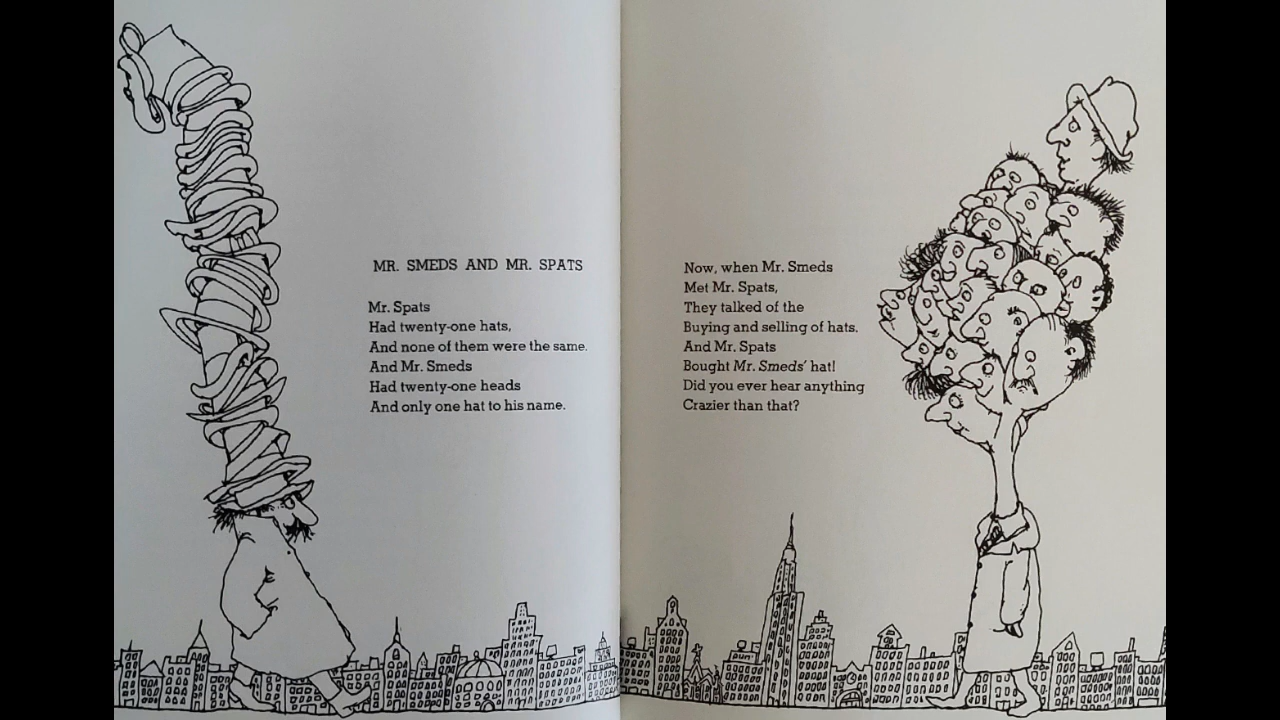 MR. SMEDS AND MR. SPATS
Mr. Spats
Had twenty-one hats,
And none of them were the same.
And Mr. Smeds
Had twenty-one heads
And only one hat to his name.
Now, when Mr. Smeds
Met Mr. Spats,
They talked of the
Buying and selling of hats.
And Mr. Spats
Bought Mr. Smeds' hat!
Did you ever hear anything
Crazier than that?